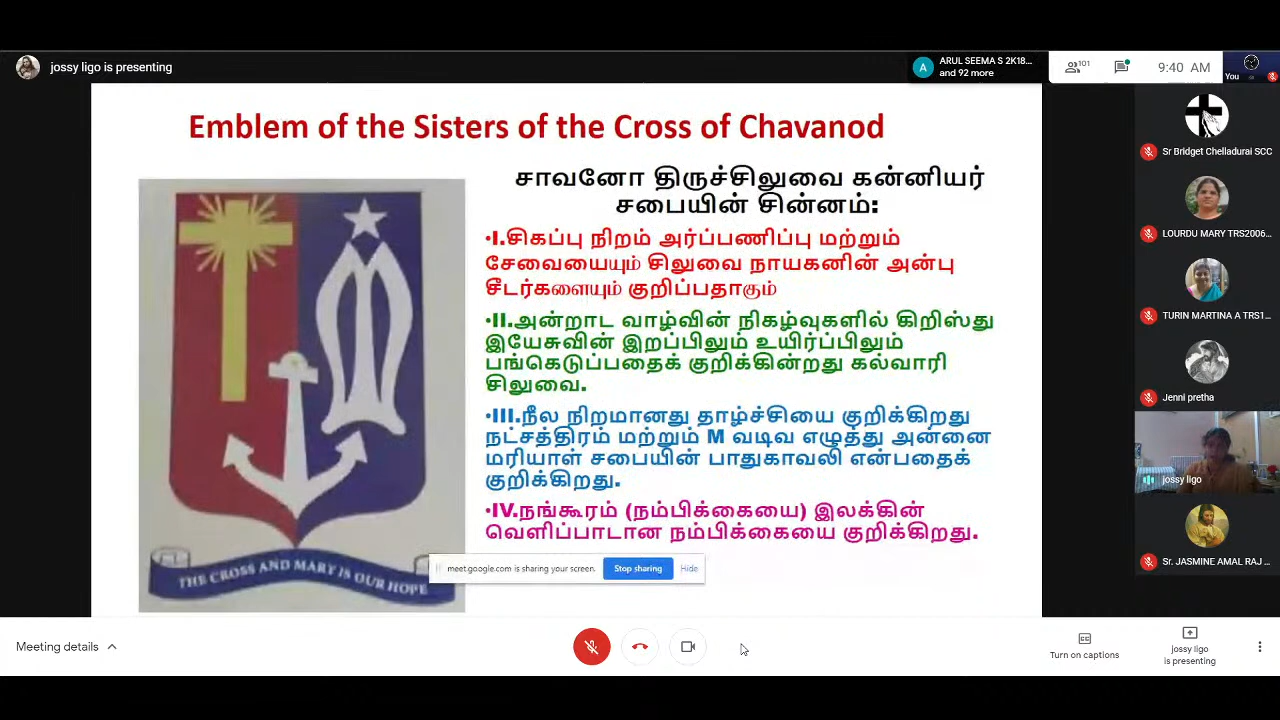 jossy ligo is presenting
ARUL SEEMA S 2K18...
and 92 more
A
101
9:40 AM
You
Emblem of the Sisters of the Cross of Chavanod
சாவனோ திருச்சிலுவை கன்னியர்
சபையின் சின்னம்:
•I.சிகப்பு நிறம் அர்ப்பணிப்பு மற்றும்
சேவையையும் சிலுவை நாயகனின் அன்பு
சீடர்களையும் குறிப்பதாகும்
•II.அன்றாட வாழ்வின் நிகழ்வுகளில் கிறிஸ்து
இயேசுவின் இறப்பிலும் உயிர்ப்பிலும்
பங்கெடுப்பதைக் குறிக்கின்றது கல்வாரி
சிலுவை.
•III.நீல நிறமானது தாழ்ச்சியை குறிக்கிறது
நட்சத்திரம் மற்றும் M வடிவ எழுத்து அன்னை
மரியாள் சபையின் பாதுகாவலி என்பதைக்
குறிக்கிறது.
•IV.நங்கூரம் (நம்பிக்கையை) இலக்கின்
வெளிப்பாடான நம்பிக்கையை குறிக்கிறது.
THE CROSS AND MARY IS OUR HOPE
meet.google.com is sharing your screen.
Stop sharing
Hide
Sr Bridget Chelladurai SCC
LOURDU MARY TRS2006...
TURIN MARTINA A TRS1...
Jenni pretha
jossy ligo
Sr. JASMINE AMAL RAJ ...
Meeting details
Turn on captions
jossy ligo
is presenting